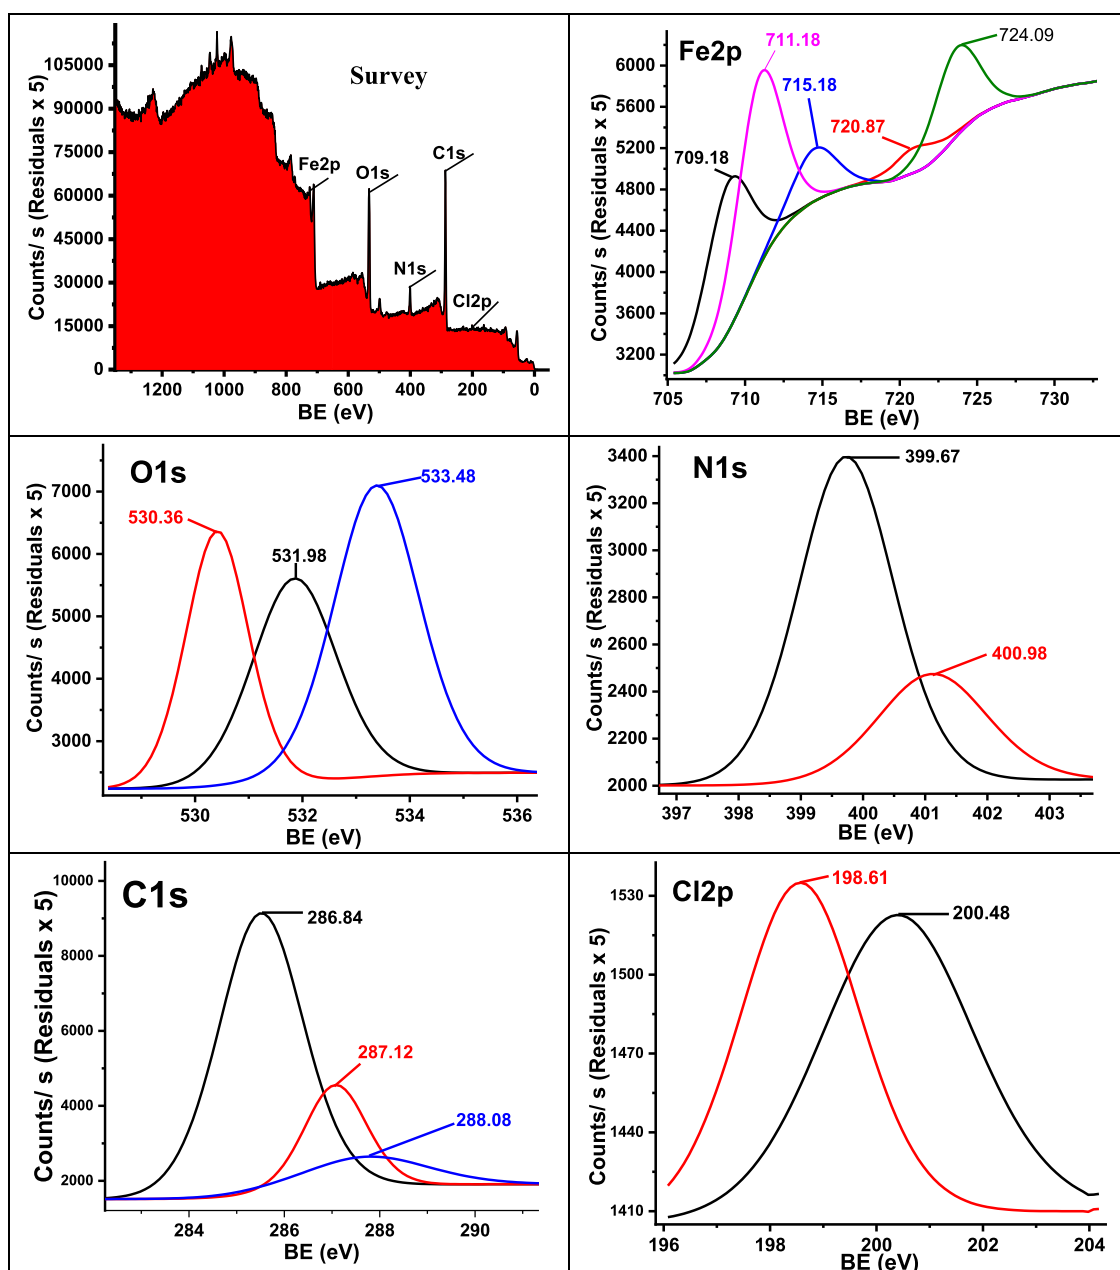 Survey
Counts/ s (Residuals x 5)
105000
90000
75000
60000
45000
30000
15000
0
Fe2p
O1s
C1s
N1s
Cl2p
1200 1000 800 600 400 200 0
BE (eV)
Fe2p
Counts/ s (Residuals x 5)
6000
5600
5200
4800
4400
4000
3600
3200
711.18
724.09
715.18
720.87
709.18
705 710 715 720 725 730
BE (eV)
O1s
Counts/ s (Residuals x 5)
7000
6000
5000
4000
3000
533.48
530.36
531.98
530 532 534 536
BE (eV)
N1s
Counts/ s (Residuals x 5)
3400
3200
3000
2800
2600
2400
2200
2000
399.67
400.98
397 398 399 400 401 402 403
BE (eV)
C1s
Counts/ s (Residuals x 5)
10000
8000
6000
4000
2000
286.84
287.12
288.08
284 286 288 290
BE (eV)
Cl2p
Counts/ s (Residuals x 5)
1530
1500
1470
1440
1410
198.61
200.48
196 198 200 202 204
BE (eV)